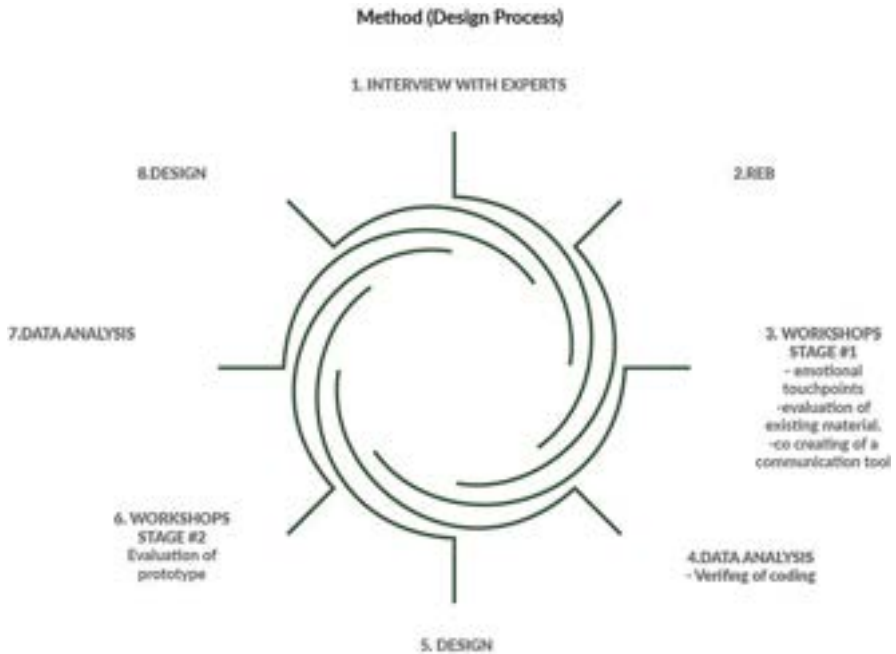 Method (Design Process)
1. INTERVIEW WITH EXPERTS
2.REB
3. WORKSHOPS
STAGE #1
- emotional
touchpoints
-evaluation of
existing material.
-co creating of a
communication tool
4.DATA ANALYSIS
- Verifing of coding
5. DESIGN
6. WORKSHOPS
STAGE #2
Evaluation of
prototype
7.DATA ANALYSIS
8.DESIGN